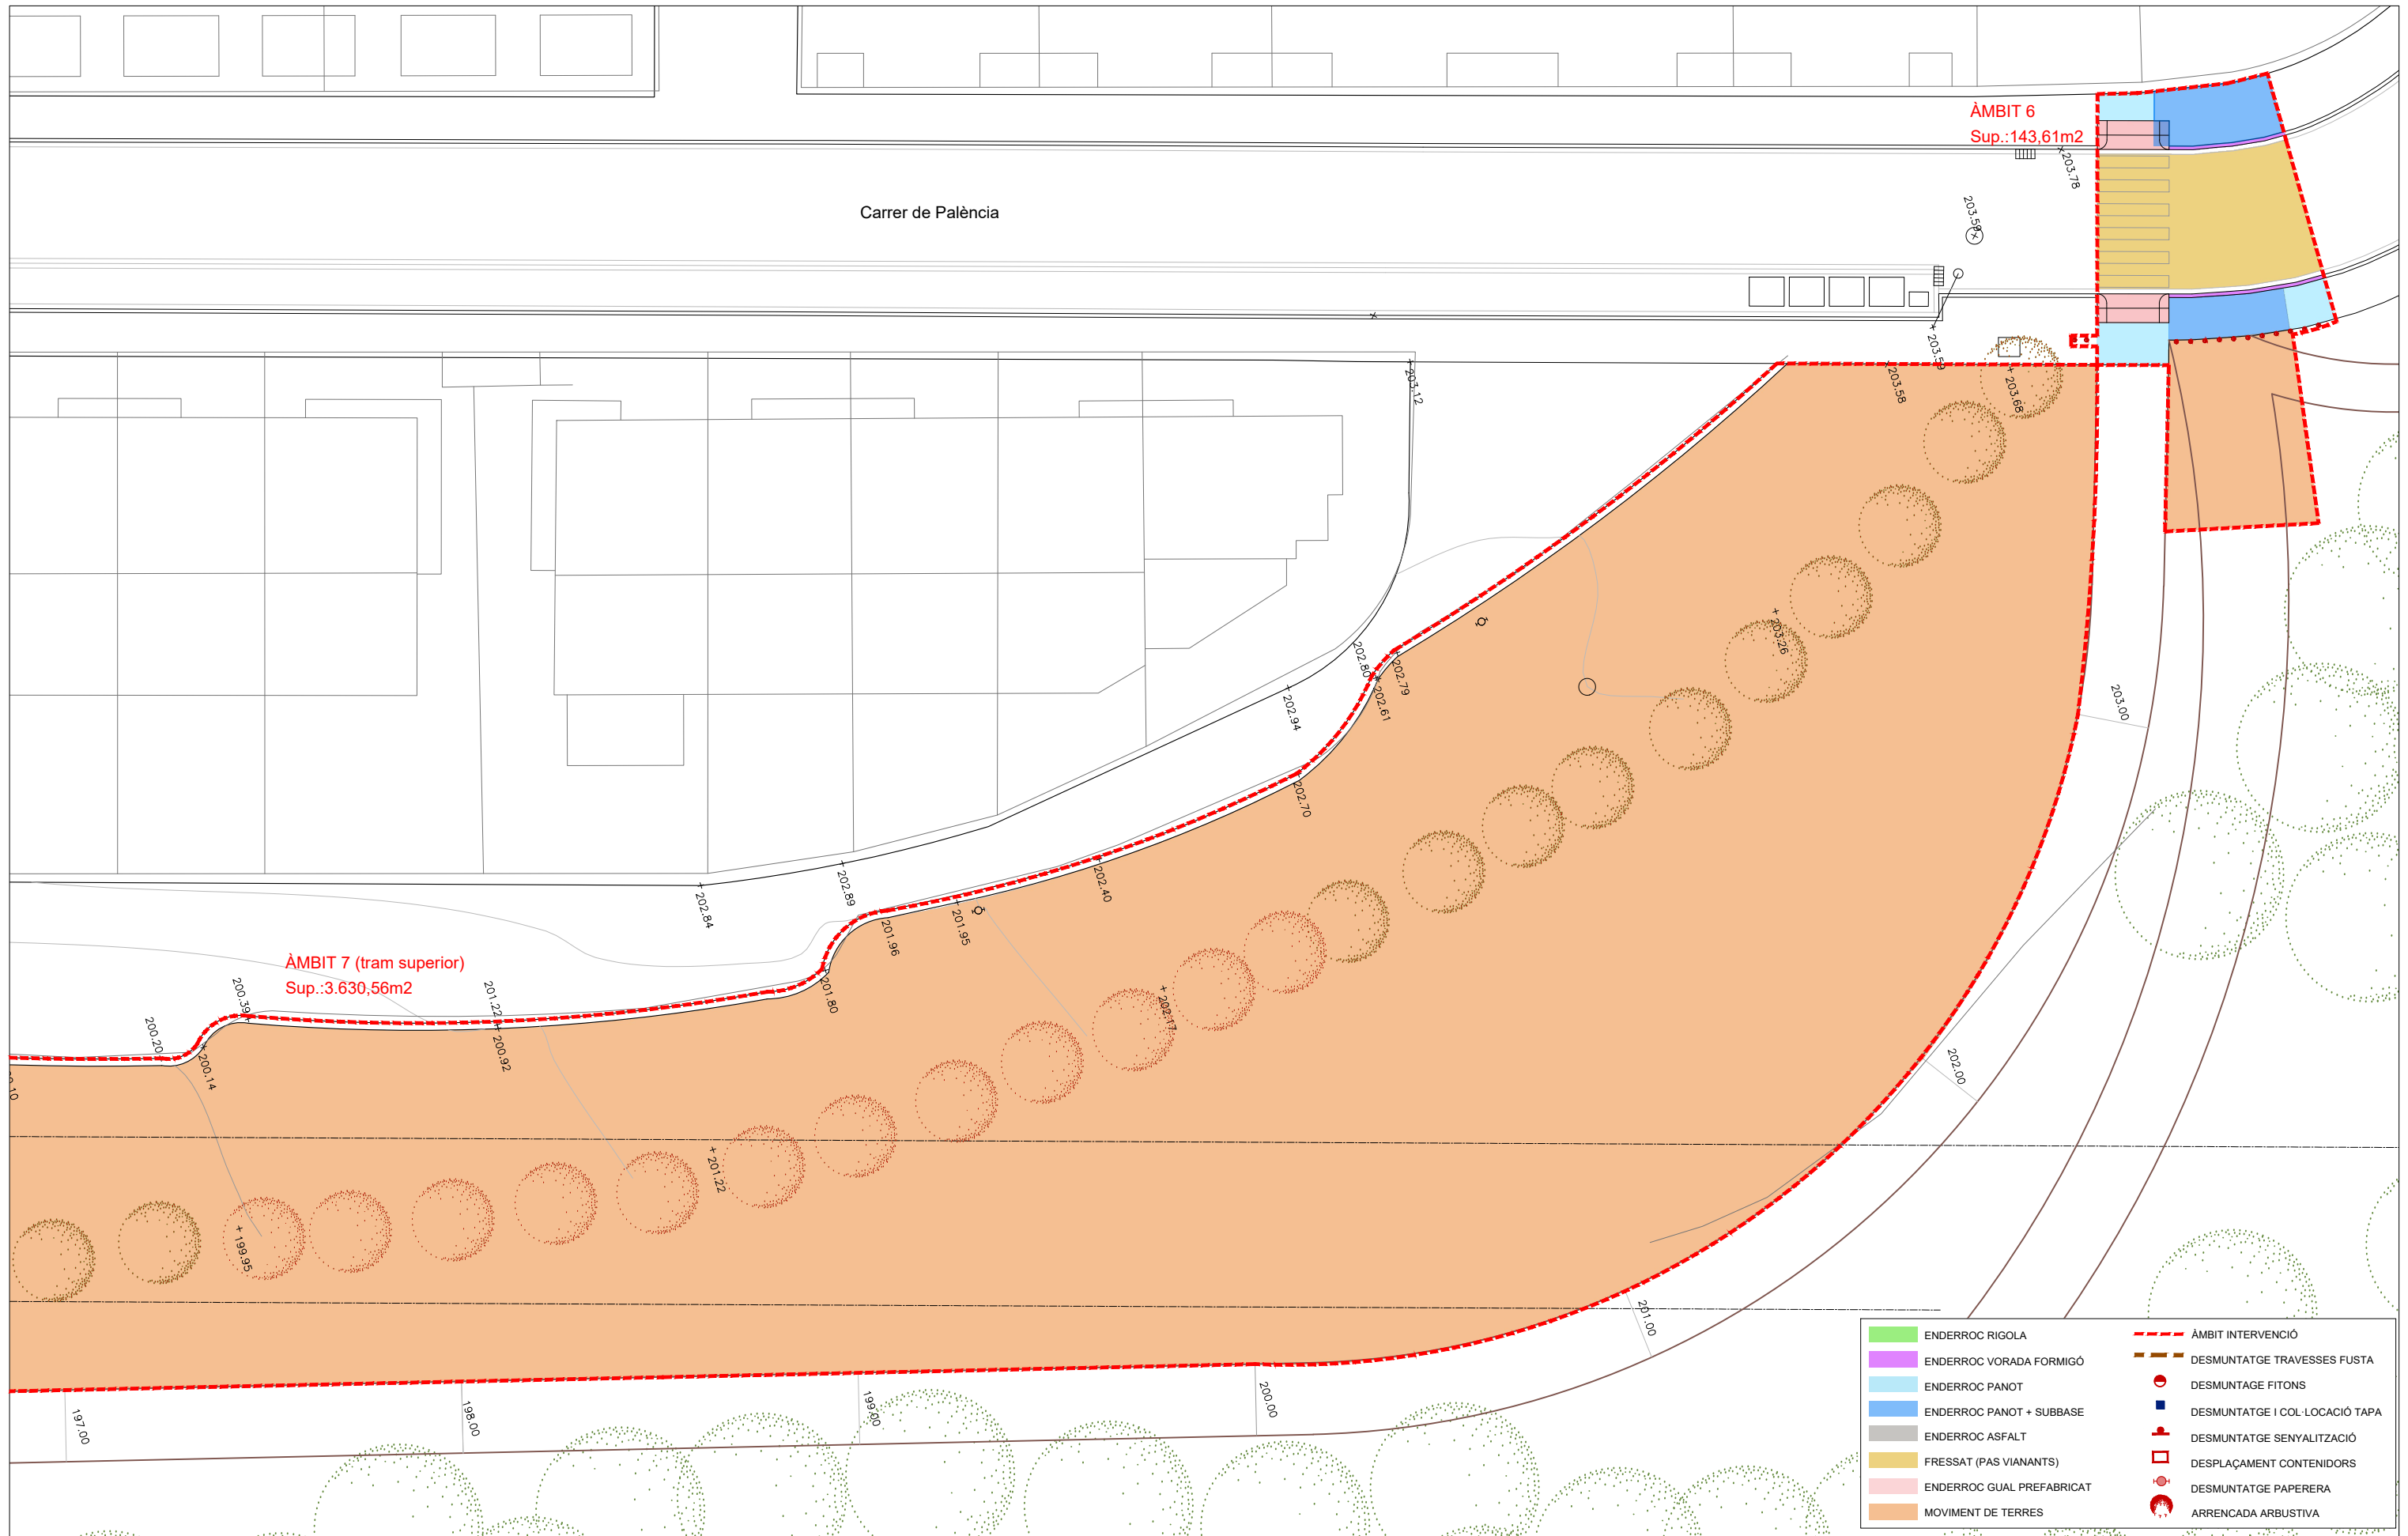 ÀMBIT 6
Sup.:143,61m2
203.78
203.59
Carrer de Palència
203.59
203.58
203.68
203.12
203.26
202.80
202.79
202.61
202.94
203.00
202.70
202.40
202.89
202.84
201.96
201.95
ÀMBIT 7 (tram superior)
Sup.:3.630,56m2
200.39
201.22
201.80
202.17
200.20
200.14
200.92
202.00
201.22
199.95
201.00
200.00
199.00
198.00
197.00
ENDERROC RIGOLA
ENDERROC VORADA FORMIGÓ
ENDERROC PANOT
ENDERROC PANOT + SUBBASE
ENDERROC ASFALT
FRESSAT (PAS VIANANTS)
ENDERROC GUAL PREFABRICAT
MOVIMENT DE TERRES
ÀMBIT INTERVENCIÓ
DESMUNTATGE TRAVESSES FUSTA
DESMUNTAGE FITONS
DESMUNTATGE I COL·LOCACIÓ TAPA
DESMUNTATGE SENYALITZACIÓ
DESPLAÇAMENT CONTENIDORS
DESMUNTATGE PAPERERA
ARRENCADA ARBUSTIVA